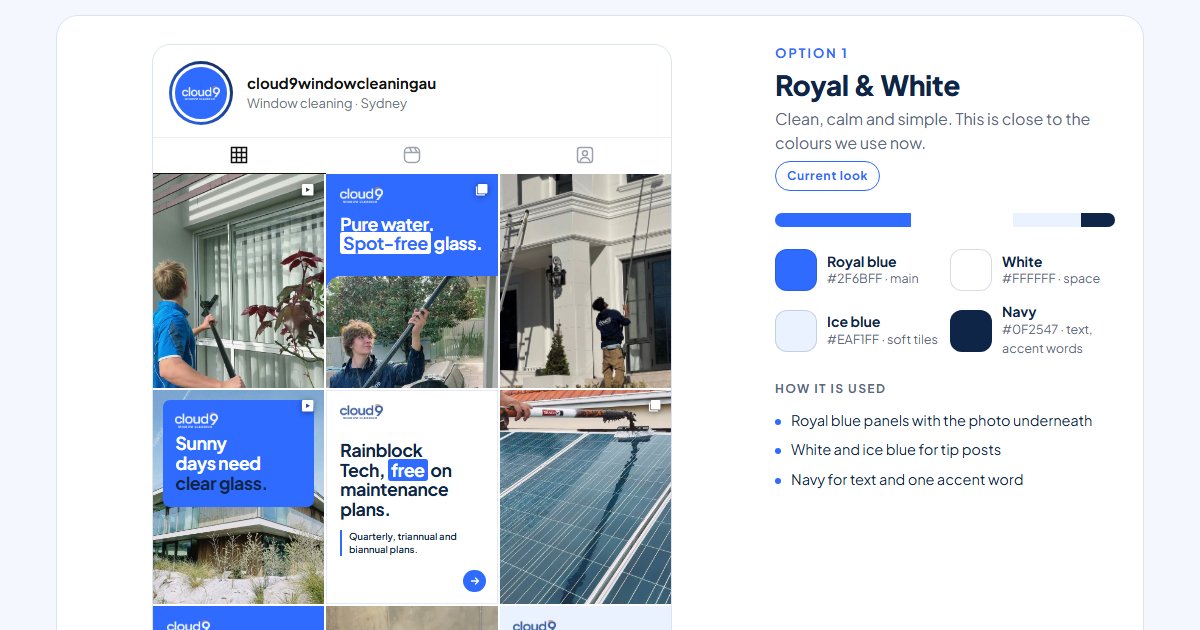 cloud9
WINDOW CLEANING
cloud9windowcleaningau
Window cleaning · Sydney
cloud9
Pure water.
Spot-free glass.
cloud9
Sunny
days need
clear glass.
cloud9
Rainblock
Tech, free on
maintenance
plans.
Quarterly, triannual and
biannual plans.
cloud9
cloud9
OPTION 1
Royal & White
Clean, calm and simple. This is close to the
colours we use now.
Current look
Royal blue
#2F6BFF · main
White
#FFFFFF · space
Ice blue
#EAF1FF · soft tiles
Navy
#0F2547 · text,
accent words
HOW IT IS USED
Royal blue panels with the photo underneath
White and ice blue for tip posts
Navy for text and one accent word